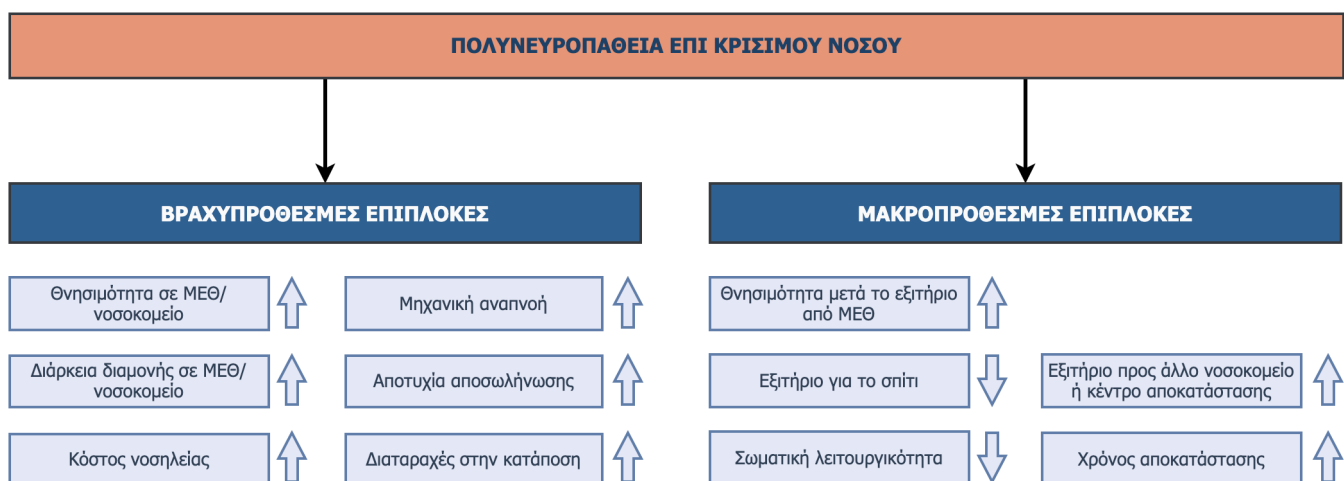 ΠΟΛΥΝΕΥΡΟΠΑΘΕΙΑ ΕΠΙ ΚΡΙΣΙΜΟΥ ΝΟΣΟΥ
ΒΡΑΧΥΠΡΟΘΕΣΜΕΣ ΕΠΙΠΛΟΚΕΣ
Θνησιμότητα σε ΜΕΘ/
νοσοκομείο
Μηχανική αναπνοή
Διάρκεια διαμονής σε ΜΕΘ/
νοσοκομείο
Αποτυχία αποσωλήνωσης
Κόστος νοσηλείας
Διαταραχές στην κατάποση
ΜΑΚΡΟΠΡΟΘΕΣΜΕΣ ΕΠΙΠΛΟΚΕΣ
Θνησιμότητα μετά το εξιτήριο
από ΜΕΘ
Εξιτήριο για το σπίτι
Εξιτήριο προς άλλο νοσοκομείο
ή κέντρο αποκατάστασης
Σωματική λειτουργικότητα
Χρόνος αποκατάστασης